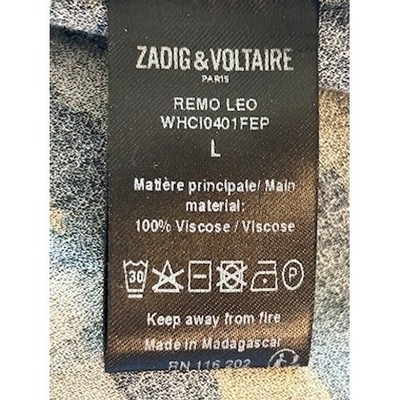 ZADIG & VOLTAIRE
PARIS
REMO LEO
WHCI0401FEP
L
Matière principale/ Main
material:
100% Viscose / Viscose
30 P
Keep away from fire
Made in Madagascar
RN 116 202